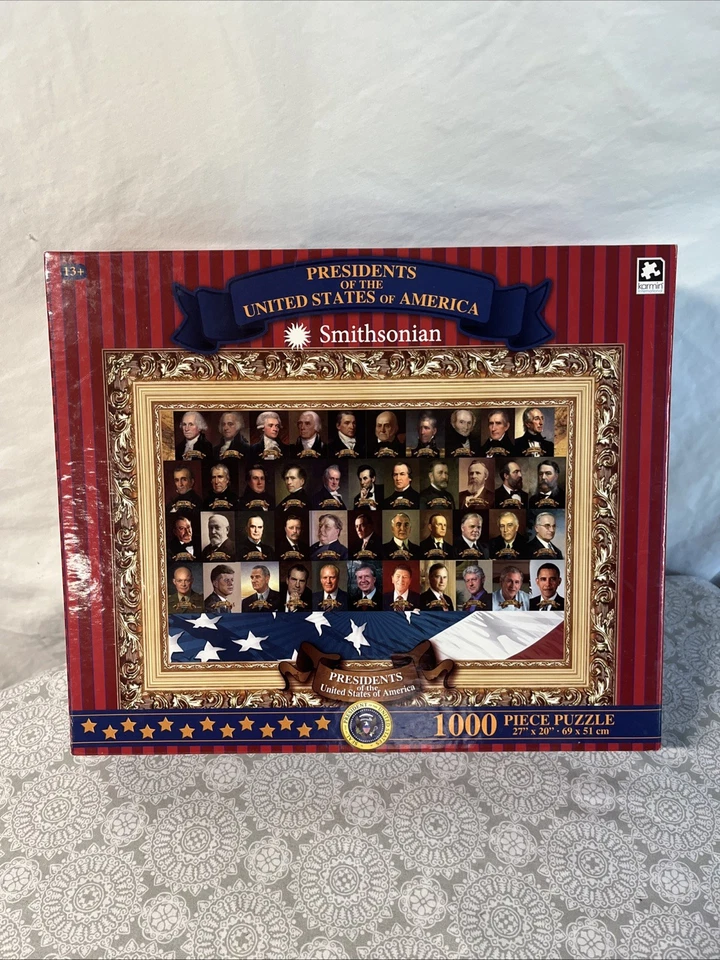 13+
PRESIDENTS
OF THE
UNITED STATES OF AMERICA
Smithsonian
karmin
PRESIDENTS
of the
United States of America
1000 PIECE PUZZLE
27" x 20" · 69 x 51 cm